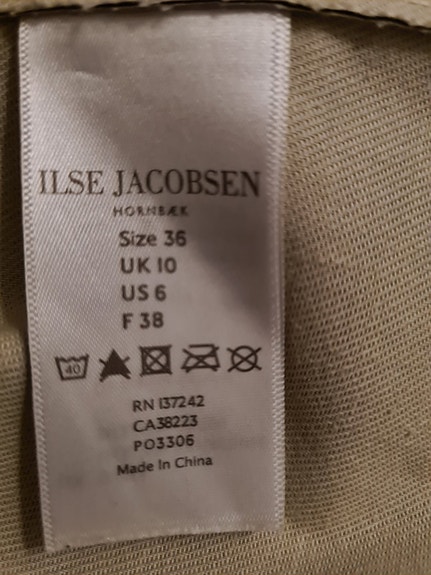 ILSE JACOBSEN
HORNBÆK
Size 36
UK 10
US 6
F 38
40
RN 137242
CA38223
PO3306
Made In China